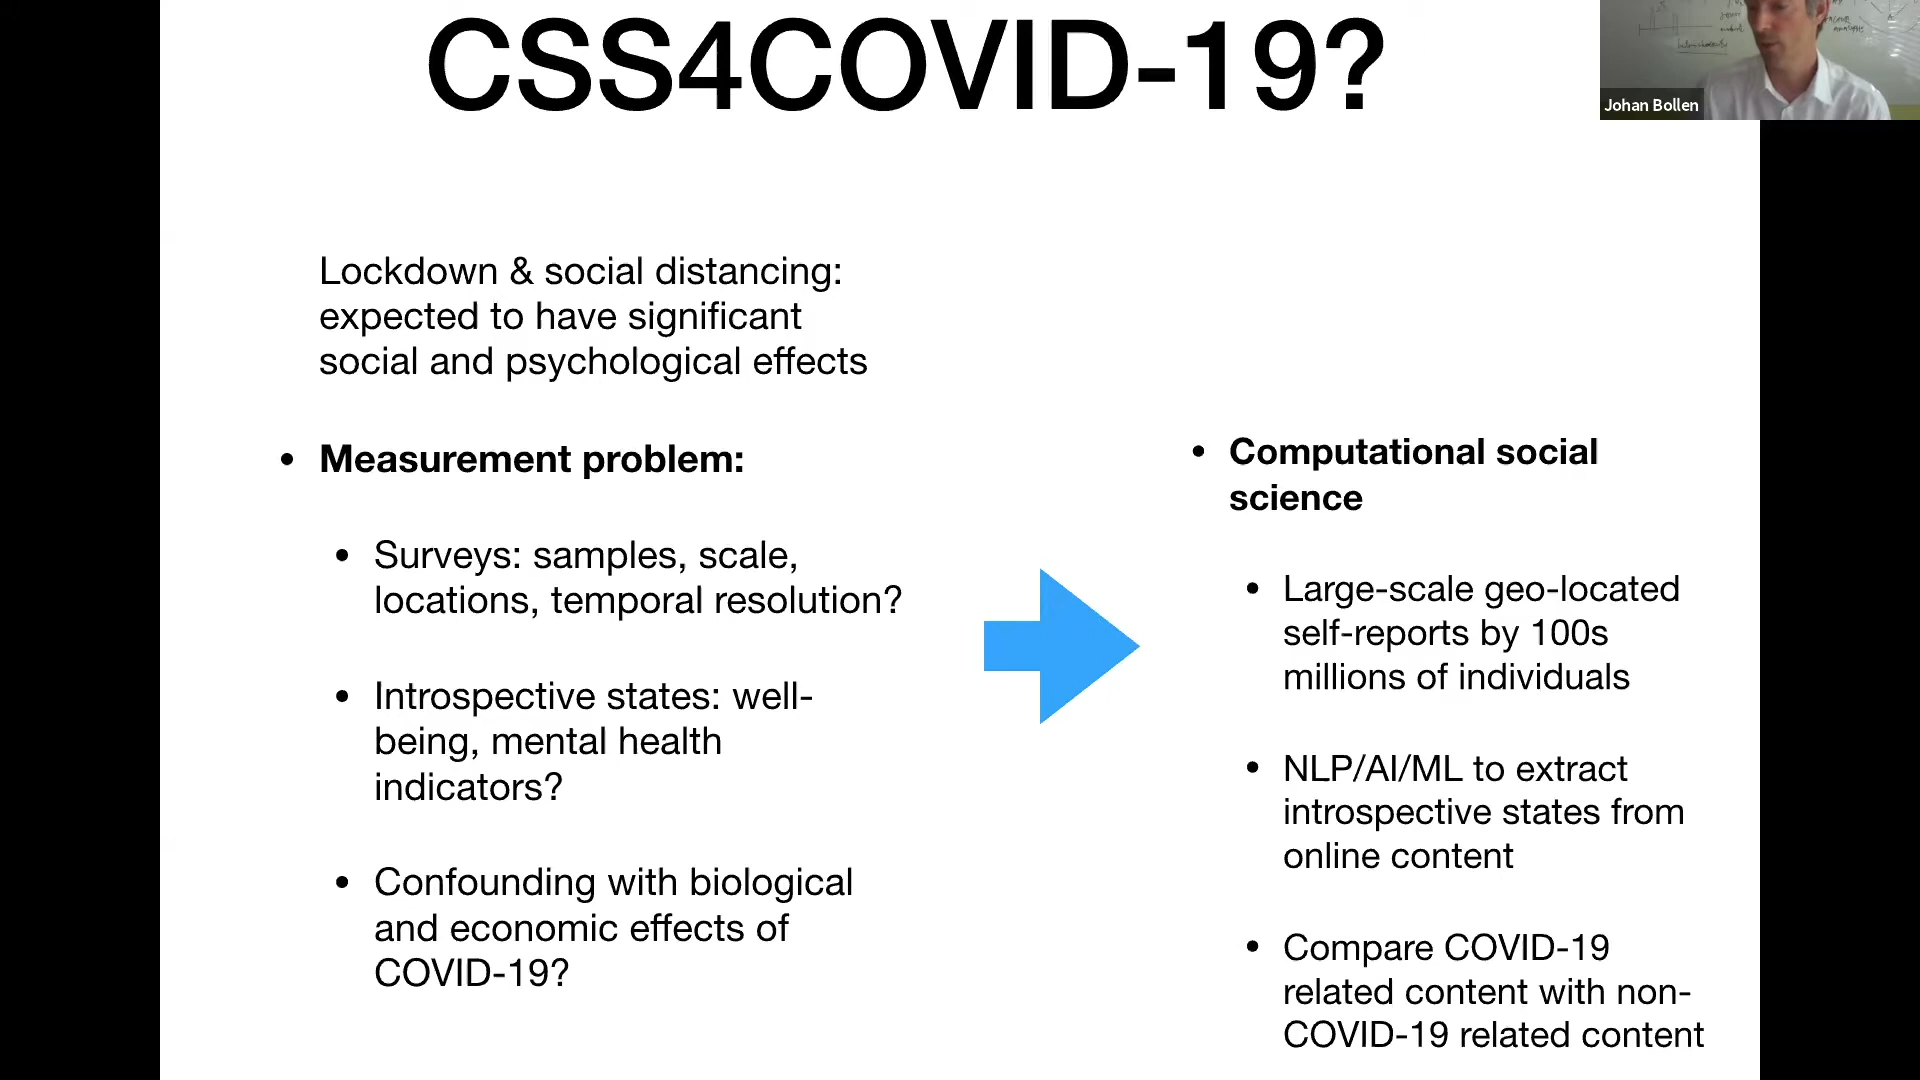 CSS4COVID-19?
Johan Bollen
Lockdown & social distancing:
expected to have significant
social and psychological effects
• Measurement problem:
• Surveys: samples, scale,
locations, temporal resolution?
• Introspective states: well-
being, mental health
indicators?
• Confounding with biological
and economic effects of
COVID-19?
• Computational social
science
• Large-scale geo-located
self-reports by 100s
millions of individuals
• NLP/AI/ML to extract
introspective states from
online content
• Compare COVID-19
related content with non-
COVID-19 related content